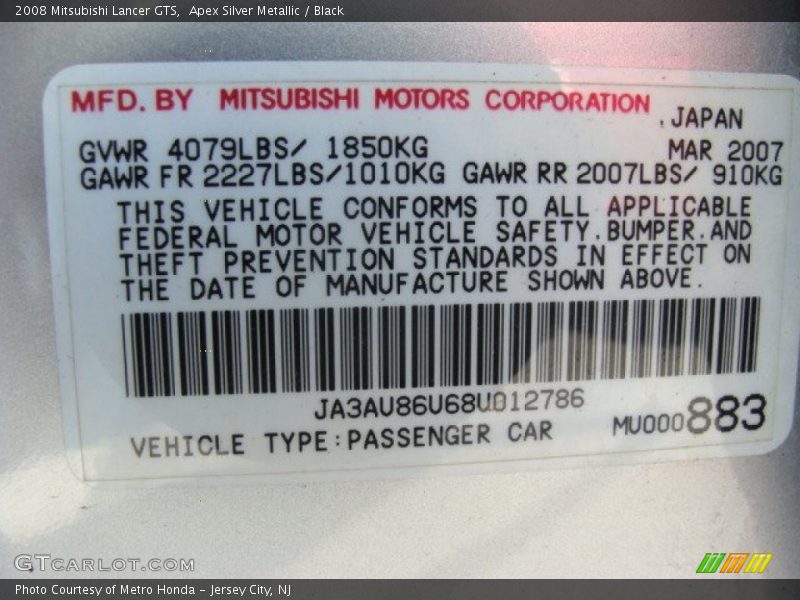 2008 Mitsubishi Lancer GTS,  Apex Silver Metallic / Black
MFD. BY MITSUBISHI MOTORS CORPORATION
, JAPAN
GVWR 4079LBS/ 1850KG MAR 2007
GAWR FR 2227LBS/1010KG GAWR RR 2007LBS/ 910KG
THIS VEHICLE CONFORMS TO ALL APPLICABLE
FEDERAL MOTOR VEHICLE SAFETY.BUMPER.AND
THEFT PREVENTION STANDARDS IN EFFECT ON
THE DATE OF MANUFACTURE SHOWN ABOVE.
JA3AU86U68U012786
VEHICLE TYPE:PASSENGER CAR MU000883
GTCARLOT.COM
Photo Courtesy of Metro Honda – Jersey City, NJ